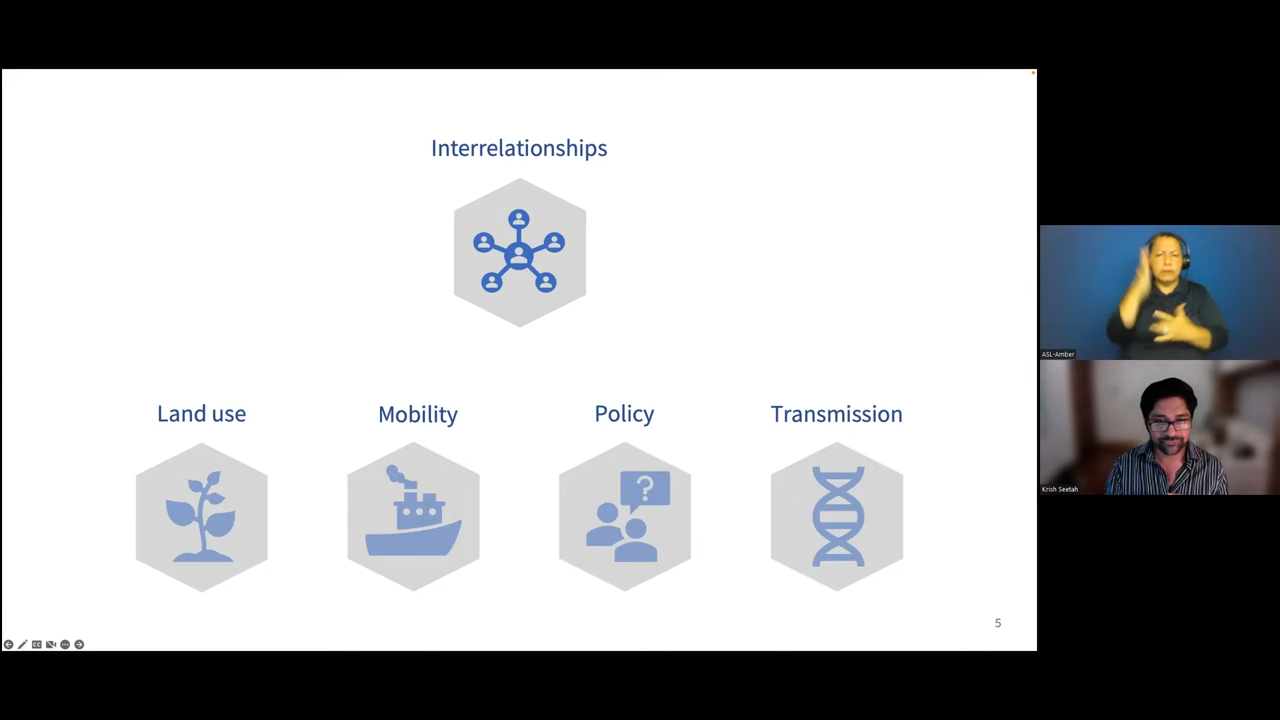 Interrelationships
Land use
Mobility
Policy
Transmission
?
5
ASL-Amber
Krish Seetah